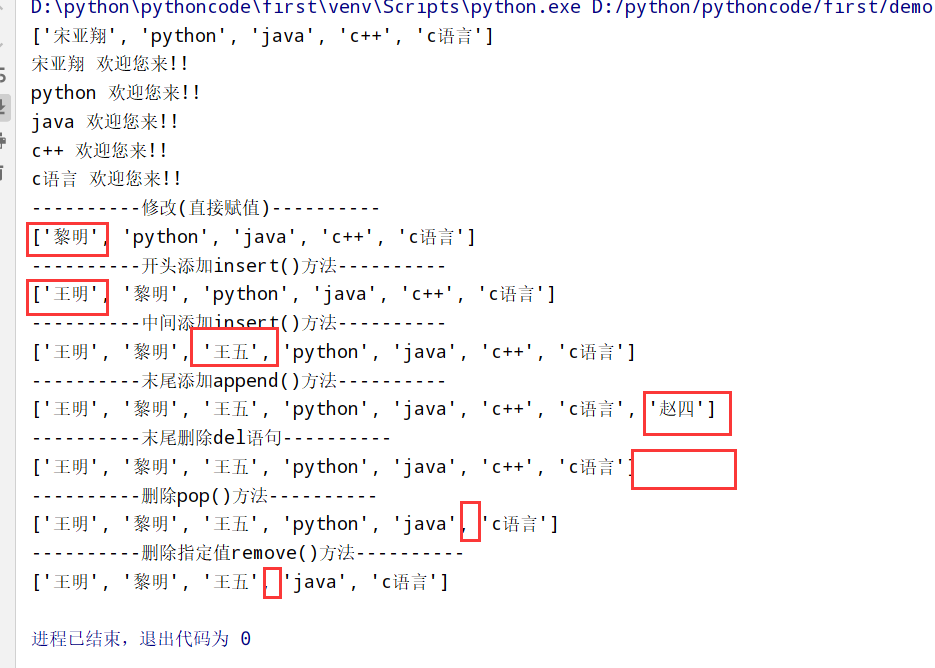 D:\python\pythoncode\first\venv\Scripts\python.exe D:/python/pythoncode/first/demo
['宋亚翔', 'python', 'java', 'c++', 'c语言']
宋亚翔 欢迎您来!!
python 欢迎您来!!
java 欢迎您来!!
c++ 欢迎您来!!
c语言 欢迎您来!!
----------修改(直接赋值)----------
['黎明', 'python', 'java', 'c++', 'c语言']
----------开头添加insert()方法----------
['王明', '黎明', 'python', 'java', 'c++', 'c语言']
----------中间添加insert()方法----------
['王明', '黎明', '王五', 'python', 'java', 'c++', 'c语言']
----------末尾添加append()方法----------
['王明', '黎明', '王五', 'python', 'java', 'c++', 'c语言', '赵四']
----------末尾删除del语句----------
['王明', '黎明', '王五', 'python', 'java', 'c++', 'c语言']
----------删除pop()方法----------
['王明', '黎明', '王五', 'python', 'java', 'c语言']
----------删除指定值remove()方法----------
['王明', '黎明', '王五', 'java', 'c语言']
进程已结束，退出代码为 0